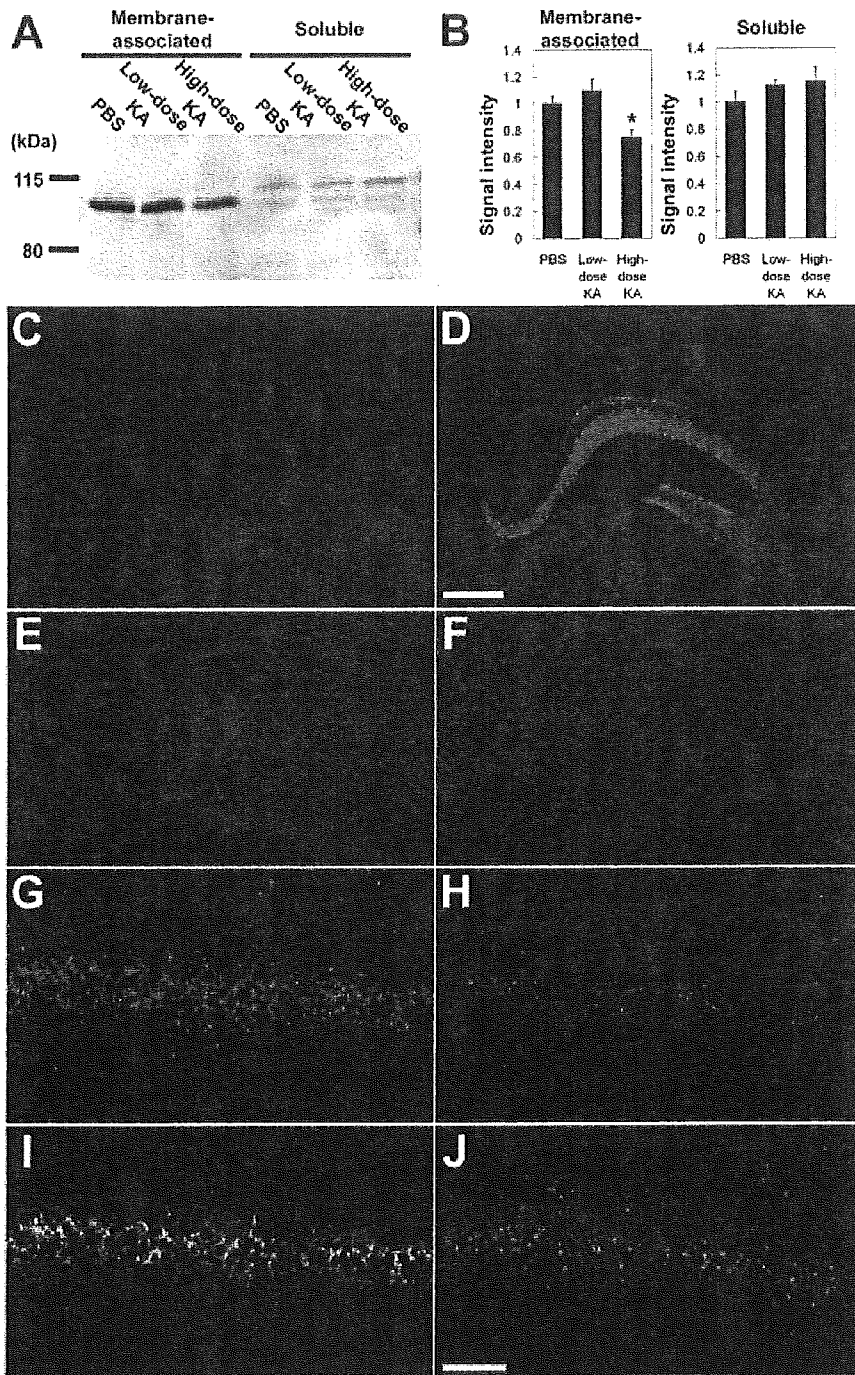 A
Membrane-
associated
Soluble
PBS
Low-dose
KA
High-dose
KA
PBS
Low-dose
KA
High-dose
KA
(kDa)
115
80
B
Membrane-
associated
Signal intensity
1.4
1.2
1
0.8
0.6
0.4
0.2
0
*
PBS
Low-
dose
KA
High-
dose
KA
Soluble
Signal intensity
1.4
1.2
1
0.8
0.6
0.4
0.2
0
PBS
Low-
dose
KA
High-
dose
KA
C
D
E
F
G
H
I
J